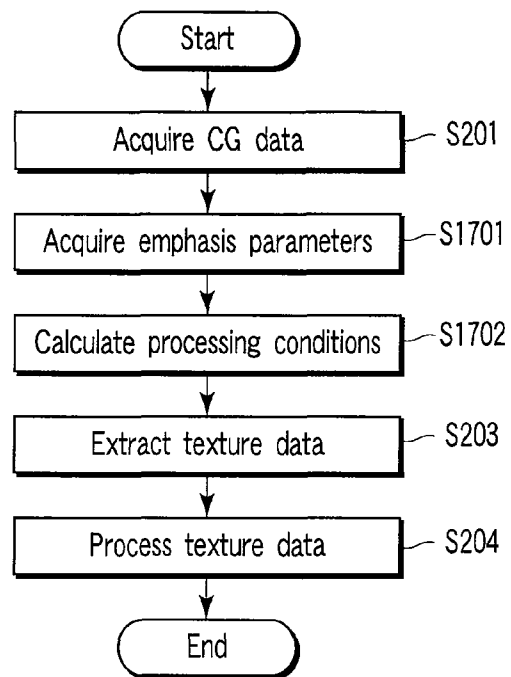 Start
Acquire CG data
S201
Acquire emphasis parameters
S1701
Calculate processing conditions
S1702
Extract texture data
S203
Process texture data
S204
End